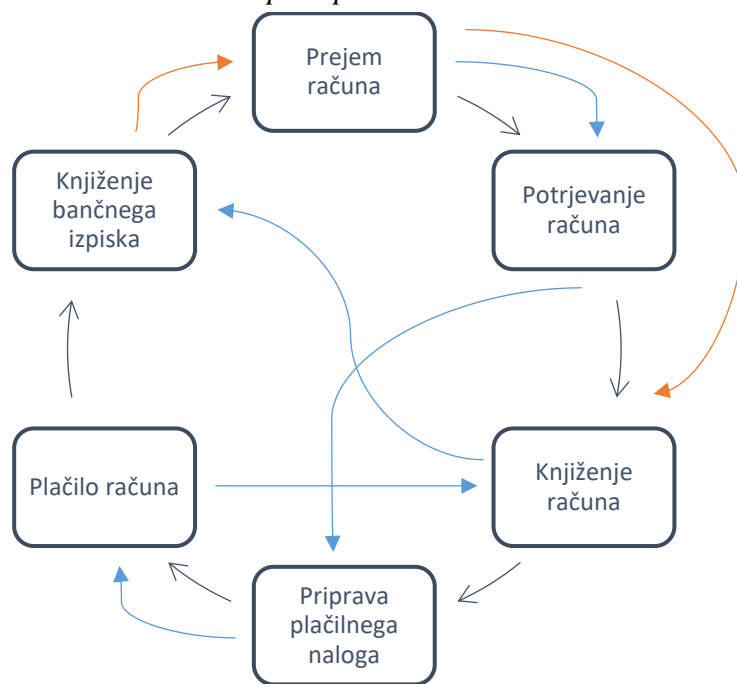 Prejem
računa
Potrjevanje
računa
Knjiženje
računa
Priprava
plačilnega
naloga
Plačilo računa
Knjiženje
bančnega
izpiska